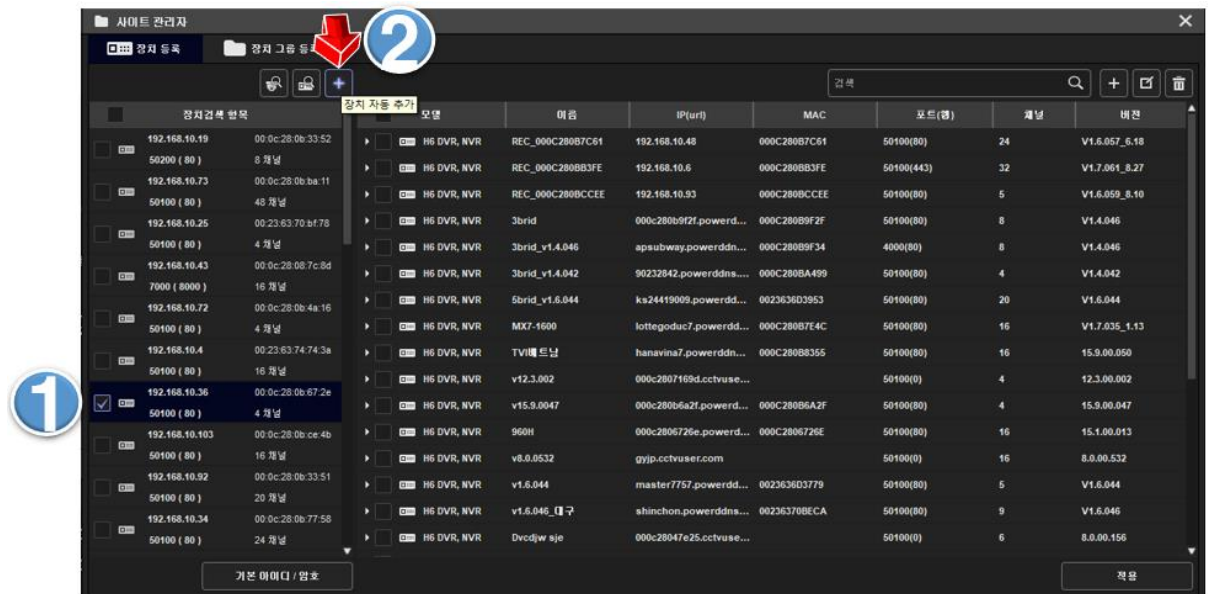 사이트 관리자
장치 등록
장치 그룹 등록
2
검색
장치 자동 추가
장치검색 항목
모델명 이름 IP(url) MAC 포트(웹) 채널 버전
192.168.10.19 00:0c:28:0b:33:52
50200 ( 80 ) 8 채널
192.168.10.73 00:0c:28:0b:ba:11
50100 ( 80 ) 48 채널
192.168.10.25 00:23:63:70:bf:78
50100 ( 80 ) 4 채널
192.168.10.43 00:0c:28:08:7c:8d
7000 ( 8000 ) 16 채널
192.168.10.72 00:0c:28:0b:4a:16
50100 ( 80 ) 4 채널
192.168.10.4 00:23:63:74:74:3a
50100 ( 80 ) 16 채널
1
192.168.10.36 00:0c:28:0b:67:2e
50100 ( 80 ) 4 채널
192.168.10.103 00:0c:28:0b:ce:4b
50100 ( 80 ) 16 채널
192.168.10.92 00:0c:28:0b:33:51
50100 ( 80 ) 20 채널
192.168.10.34 00:0c:28:0b:77:58
50100 ( 80 ) 24 채널
H6 DVR, NVR REC_000C280B7C61 192.168.10.48 000C280B7C61 50100(80) 24 V1.6.057_6.18
H6 DVR, NVR REC_000C280BB3FE 192.168.10.6 000C280BB3FE 50100(443) 32 V1.7.061_8.27
H6 DVR, NVR REC_000C280BCCEE 192.168.10.93 000C280BCCEE 50100(80) 5 V1.6.059_8.10
H6 DVR, NVR 3brid 000c280b9f2f.powerd... 000C280B9F2F 50100(80) 8 V1.4.046
H6 DVR, NVR 3brid_v1.4.046 apsubway.powerddn... 000C280B9F34 4000(80) 8 V1.4.046
H6 DVR, NVR 3brid_v1.4.042 90232842.powerddns.... 000C280BA499 50100(80) 4 V1.4.042
H6 DVR, NVR 5brid_v1.6.044 ks24419009.powerdd... 0023636D3953 50100(80) 20 V1.6.044
H6 DVR, NVR MX7-1600 lottegoduc7.powerdd... 000C280B7E4C 50100(80) 16 V1.7.035_1.13
H6 DVR, NVR TVI베트남 hanavina7.powerddn... 000C280B8355 50100(80) 16 15.9.00.050
H6 DVR, NVR v12.3.002 000c2807169d.cctvuse... 50100(0) 4 12.3.00.002
H6 DVR, NVR v15.9.0047 000c280b6a2f.powerd... 000C280B6A2F 50100(80) 4 15.9.00.047
H6 DVR, NVR 960H 000c2806726e.powerd... 000C2806726E 50100(80) 16 15.1.00.013
H6 DVR, NVR v8.0.0532 gyjp.cctvuser.com 50100(0) 16 8.0.00.532
H6 DVR, NVR v1.6.044 master7757.powerdd... 0023636D3779 50100(80) 5 V1.6.044
H6 DVR, NVR v1.6.046_대구 shinchon.powerddns... 00236370BECA 50100(80) 9 V1.6.046
H6 DVR, NVR Dvcdjw sje 000c28047e25.cctvuse... 50100(0) 6 8.0.00.156
기본 아이디 / 암호
적용